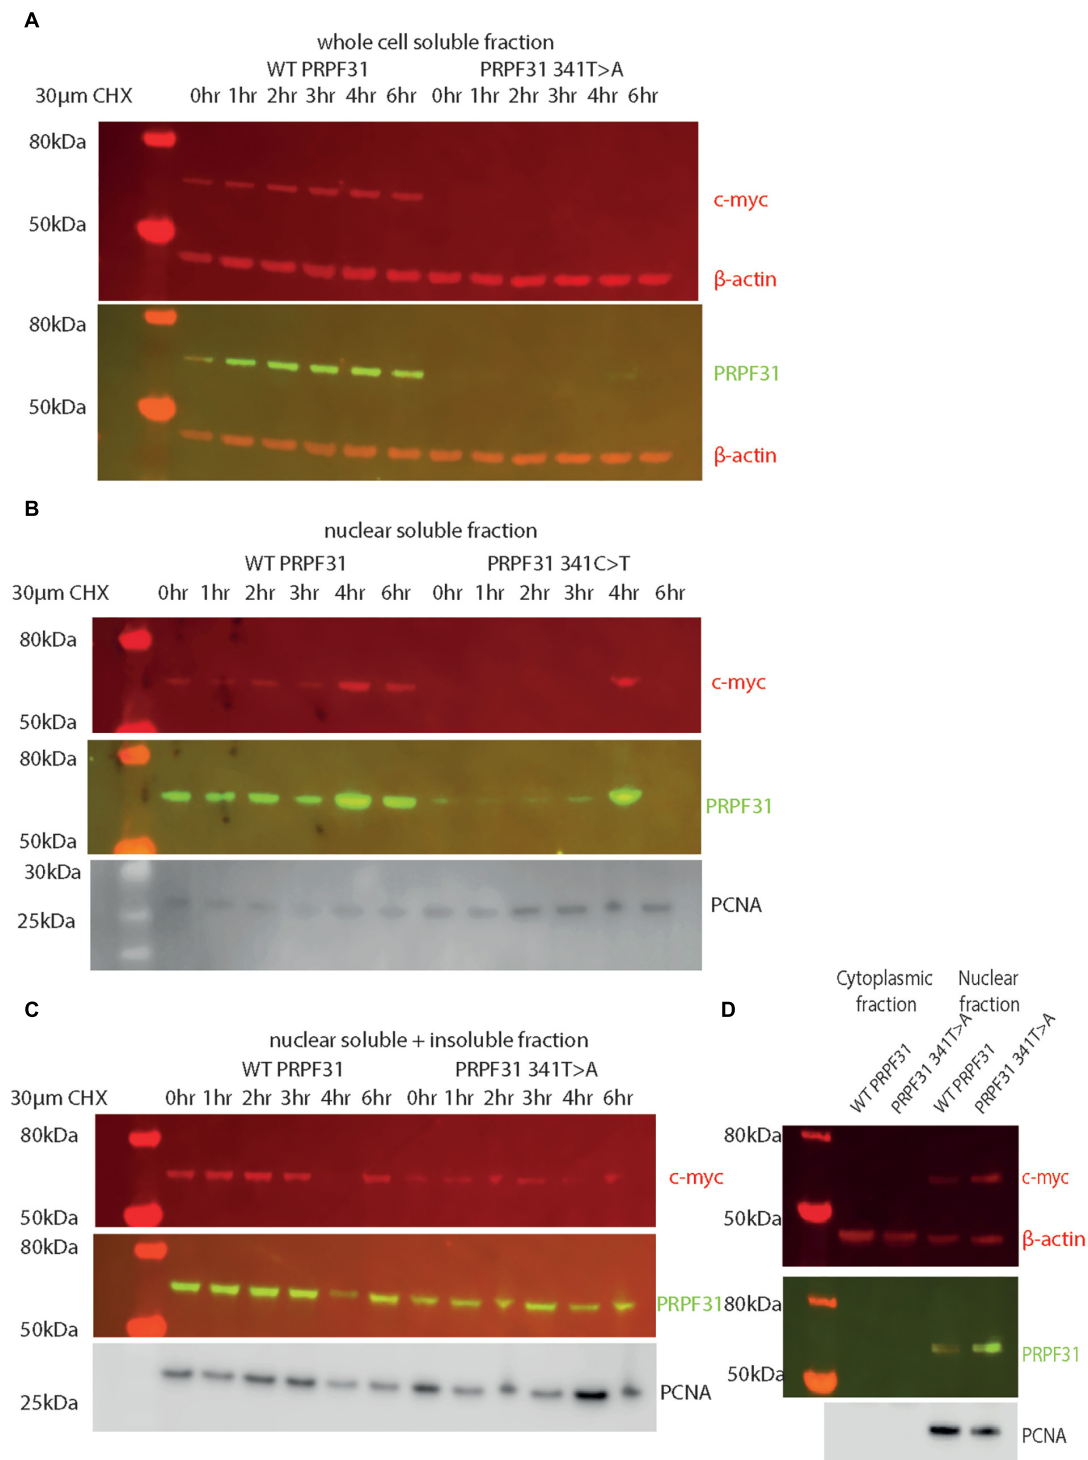 A
whole cell soluble fraction
WT PRPF31 PRPF31 341T>A
30μm CHX 0hr 1hr 2hr 3hr 4hr 6hr 0hr 1hr 2hr 3hr 4hr 6hr
80kDa
c-myc
50kDa
β-actin
80kDa
PRPF31
50kDa
β-actin
B
nuclear soluble fraction
WT PRPF31 PRPF31 341C>T
30μm CHX 0hr 1hr 2hr 3hr 4hr 6hr 0hr 1hr 2hr 3hr 4hr 6hr
80kDa
c-myc
50kDa
80kDa
PRPF31
50kDa
30kDa
PCNA
25kDa
C
nuclear soluble + insoluble fraction
WT PRPF31 PRPF31 341T>A
30μm CHX 0hr 1hr 2hr 3hr 4hr 6hr 0hr 1hr 2hr 3hr 4hr 6hr
80kDa
c-myc
50kDa
80kDa
PRPF31
50kDa
PCNA
25kDa
D
Cytoplasmic Nuclear
fraction fraction
WT PRPF31
PRPF31 341T>A
WT PRPF31
PRPF31 341T>A
80kDa
c-myc
50kDa
β-actin
80kDa
PRPF31
50kDa
PCNA